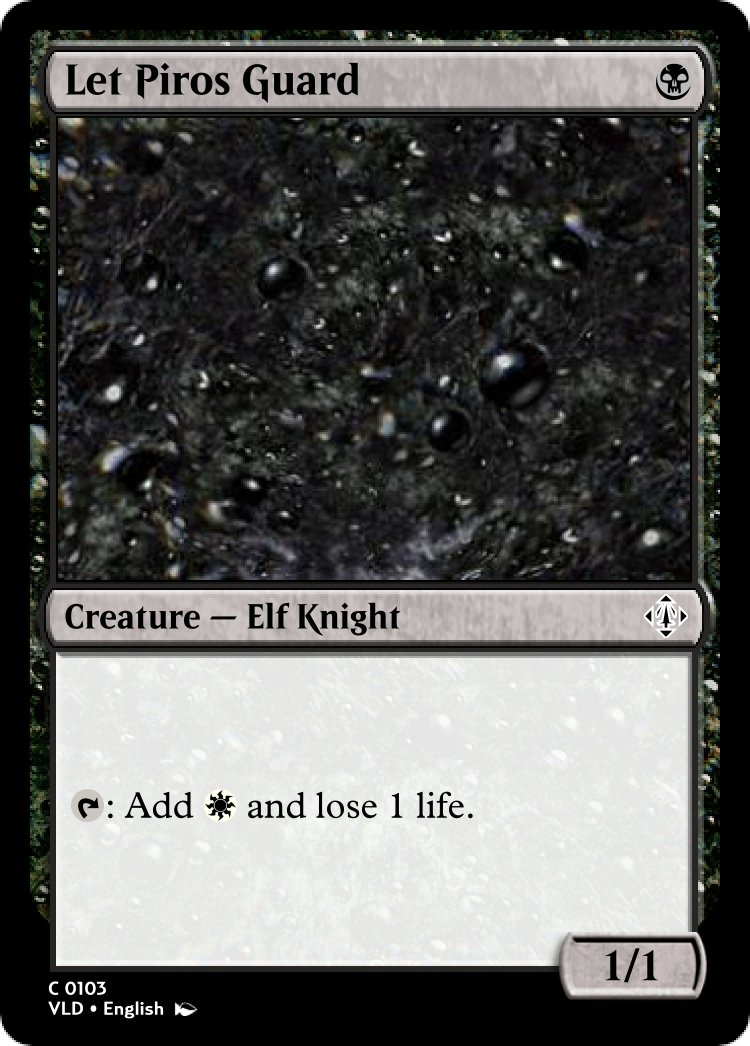 Let Piros Guard
Creature — Elf Knight
: Add and lose 1 life.
1/1
C 0103
VLD • English